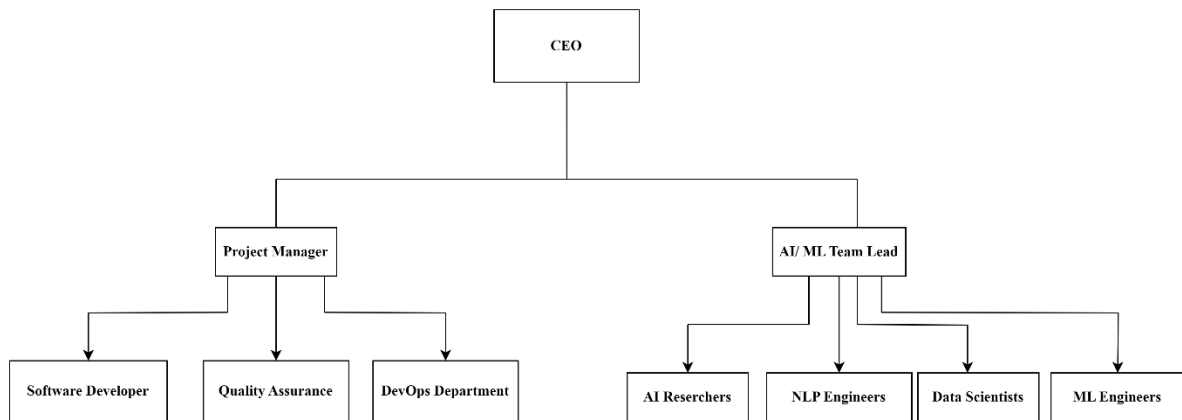 CEO
Project Manager
AI/ ML Team Lead
Software Developer
Quality Assurance
DevOps Department
AI Reserchers
NLP Engineers
Data Scientists
ML Engineers